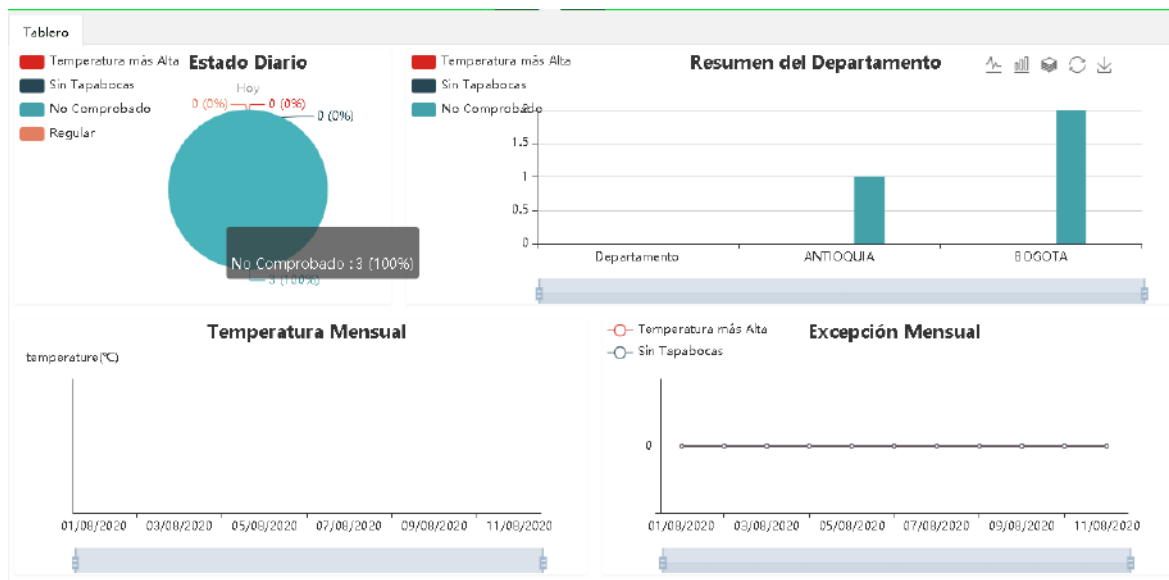 Tablero
Temperatura más Alta
Sin Tapabocas
No Comprobado
Regular
Estado Diario
Hoy
0 (0%)
0 (0%)
0 (0%)
No Comprobado : 3 (100%)
3 (100%)
Temperatura más Alta
Sin Tapabocas
No Comprobado
Resumen del Departamento
2
1.5
1
0.5
0
Departamento ANTIOQUIA BOGOTA
Temperatura Mensual
temperature(℃)
01/08/2020 03/08/2020 05/08/2020 07/08/2020 09/08/2020 11/08/2020
Temperatura más Alta
Sin Tapabocas
Excepción Mensual
0
01/08/2020 03/08/2020 05/08/2020 07/08/2020 09/08/2020 11/08/2020